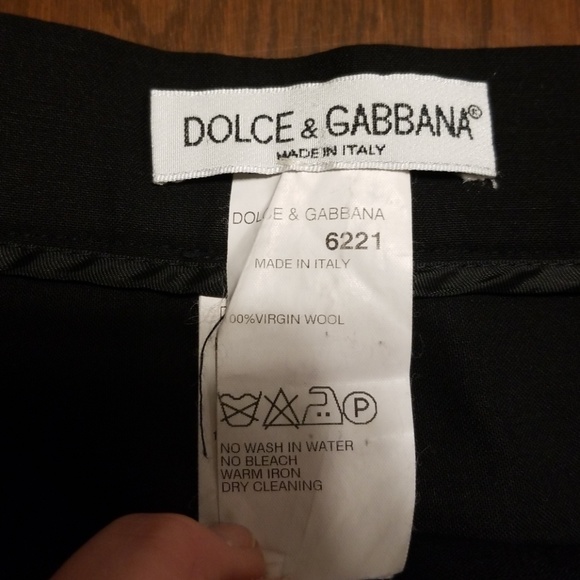 DOLCE & GABBANA®
MADE IN ITALY
DOLCE & GABBANA
6221
MADE IN ITALY
00%VIRGIN WOOL
P
NO WASH IN WATER
NO BLEACH
WARM IRON
DRY CLEANING